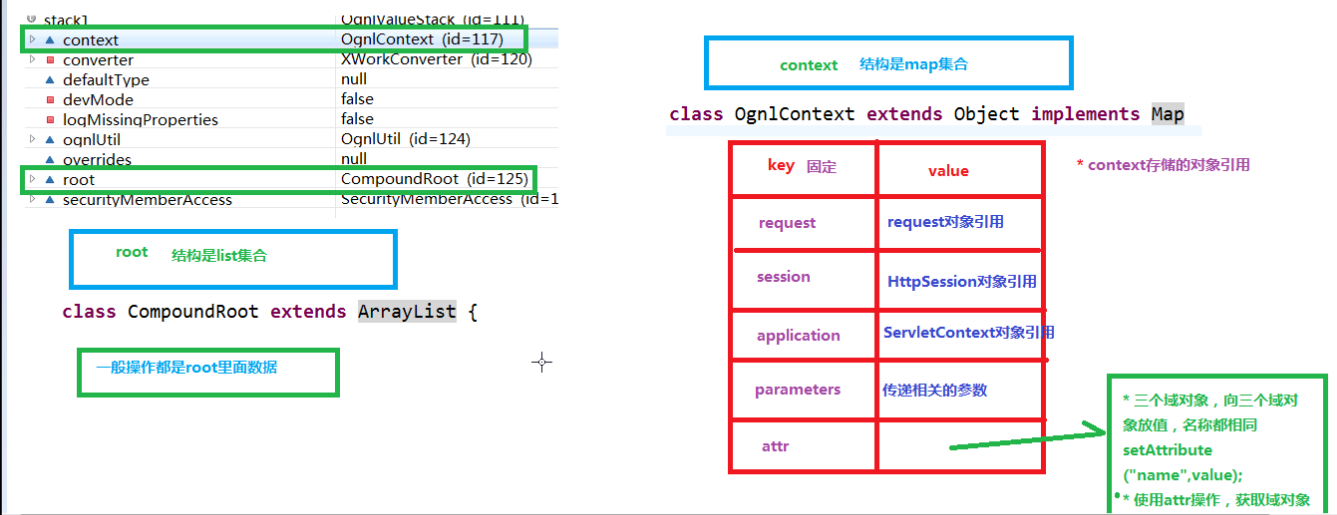 stack1 OgnlValueStack (id=111)
context OgnlContext (id=117)
converter XWorkConverter (id=120)
defaultType null
devMode false
logMissingProperties false
ognlUtil OgnlUtil (id=124)
overrides null
root CompoundRoot (id=125)
securityMemberAccess SecurityMemberAccess (id=1
root 结构是list集合
class CompoundRoot extends ArrayList {
一般操作都是root里面数据
context 结构是map集合
class OgnlContext extends Object implements Map
key 固定 value
request request对象引用
session HttpSession对象引用
application ServletContext对象引用
parameters 传递相关的参数
attr
* context存储的对象引用
* 三个域对象，向三个域对
象放值，名称都相同
setAttribute
("name",value);
* 使用attr操作，获取域对象